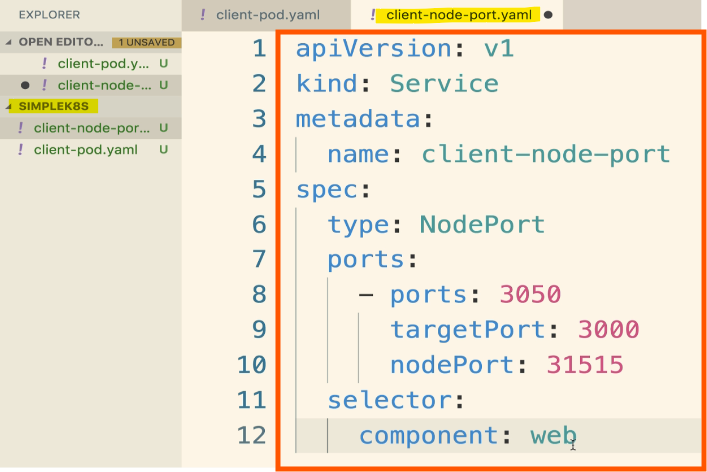 EXPLORER
! client-pod.yaml
! client-node-port.yaml ●
OPEN EDITO... 1 UNSAVED
! client-pod.y... U
● ! client-node-... U
SIMPLEK8S
! client-node-por... U
! client-pod.yaml U
1 apiVersion: v1
2 kind: Service
3 metadata:
4 name: client-node-port
5 spec:
6 type: NodePort
7 ports:
8 - ports: 3050
9 targetPort: 3000
10 nodePort: 31515
11 selector:
12 component: web